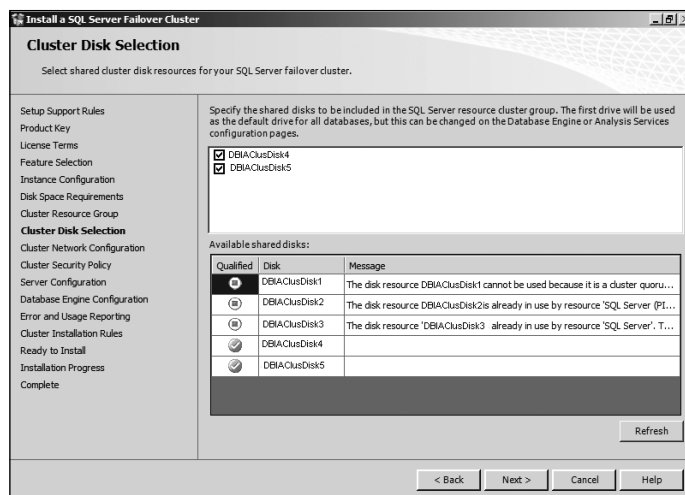 Install a SQL Server Failover Cluster
Cluster Disk Selection
Select shared cluster disk resources for your SQL Server failover cluster.
Setup Support Rules
Product Key
License Terms
Feature Selection
Instance Configuration
Disk Space Requirements
Cluster Resource Group
Cluster Disk Selection
Cluster Network Configuration
Cluster Security Policy
Server Configuration
Database Engine Configuration
Error and Usage Reporting
Cluster Installation Rules
Ready to Install
Installation Progress
Complete
Specify the shared disks to be included in the SQL Server resource cluster group. The first drive will be used
as the default drive for all databases, but this can be changed on the Database Engine or Analysis Services
configuration pages.
DBIAClusDisk4
DBIAClusDisk5
Available shared disks:
Qualified Disk Message
DBIAClusDisk1 The disk resource DBIAClusDisk1 cannot be used because it is a cluster quoru...
DBIAClusDisk2 The disk resource DBIAClusDisk2is already in use by resource 'SQL Server (PI...
DBIAClusDisk3 The disk resource 'DBIAClusDisk3 already in use by resource 'SQL Server'. T...
DBIAClusDisk4
DBIAClusDisk5
Refresh
< Back Next > Cancel Help